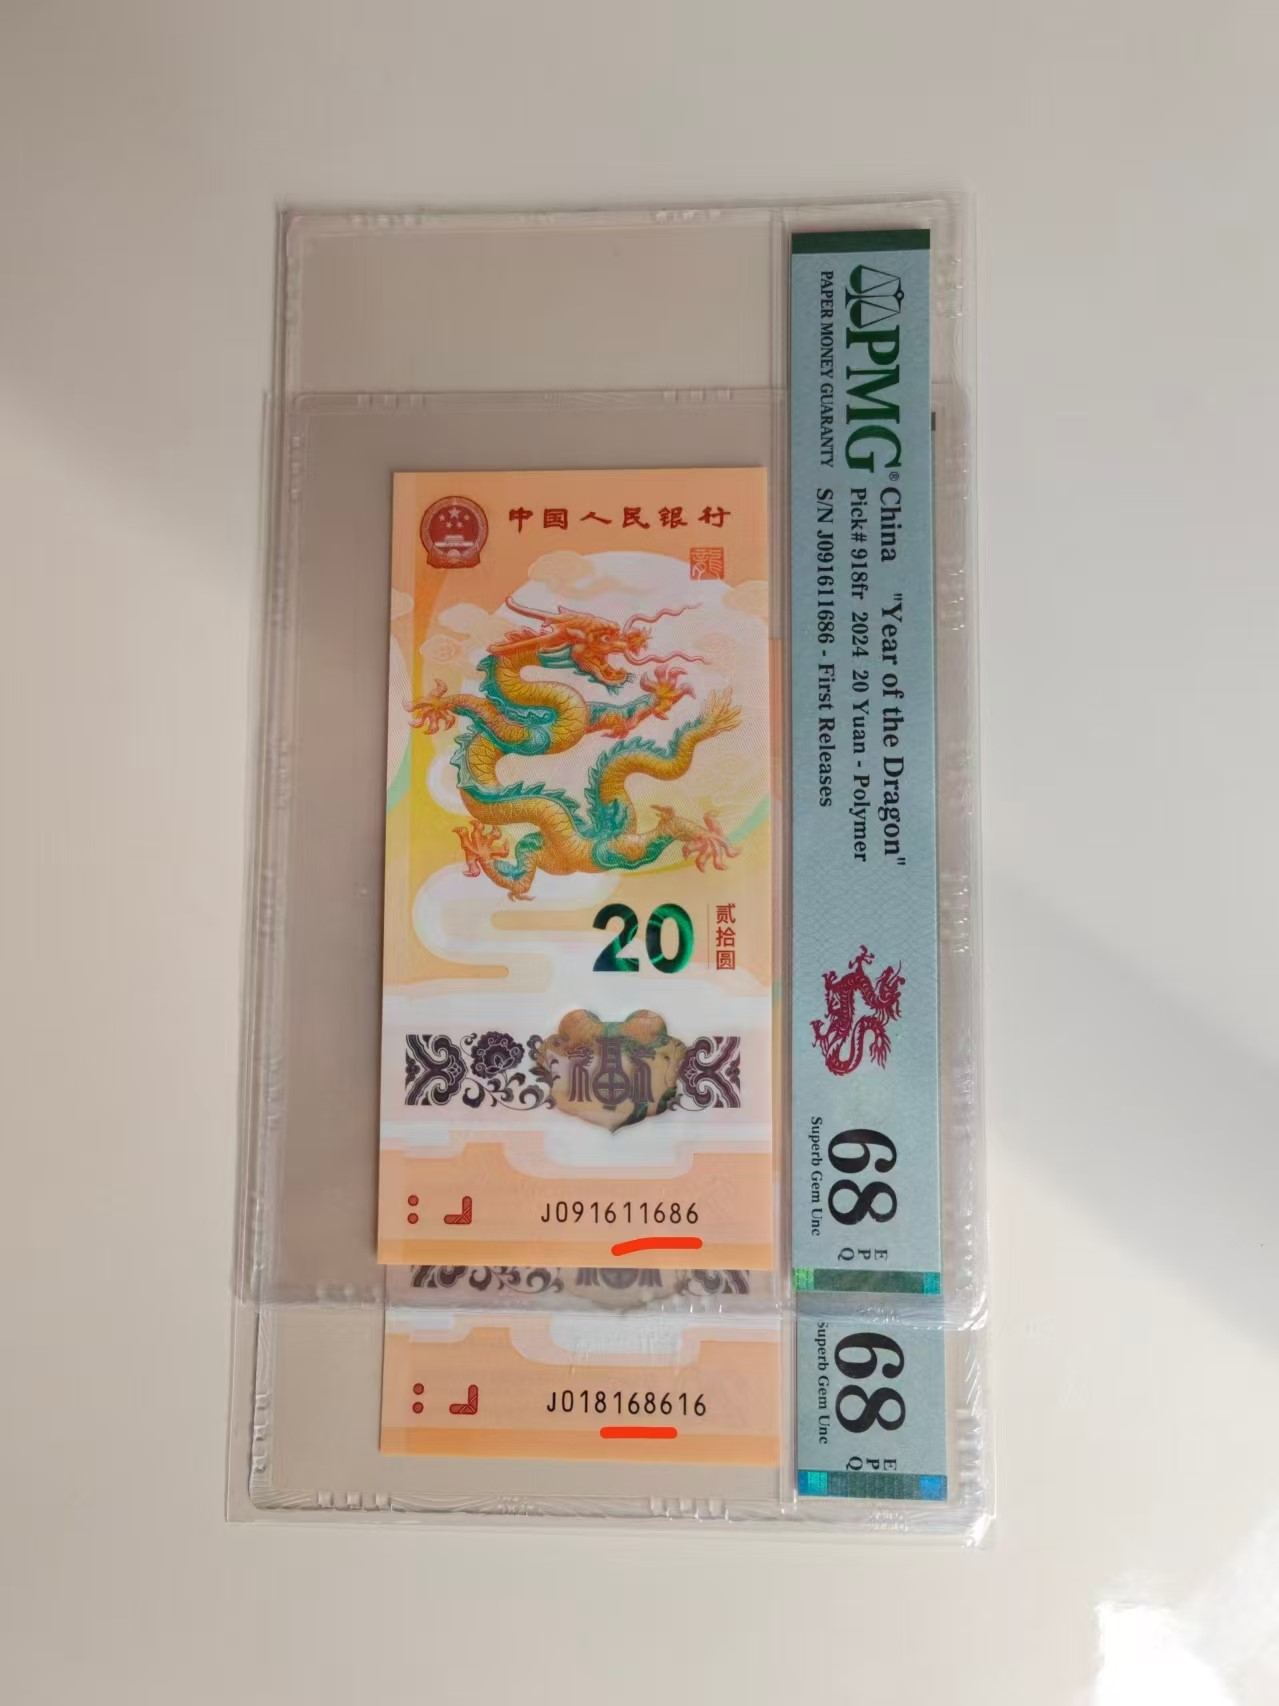 中国人民银行
龍
20
贰拾圆
福
J091611686
J018168616
PMG®
PAPER MONEY GUARANTY
China "Year of the Dragon"
Pick# 918fr 2024 20 Yuan - Polymer
S/N J091611686 - First Releases
68
EPQ
Superb Gem Unc
68
EPQ
Superb Gem Unc